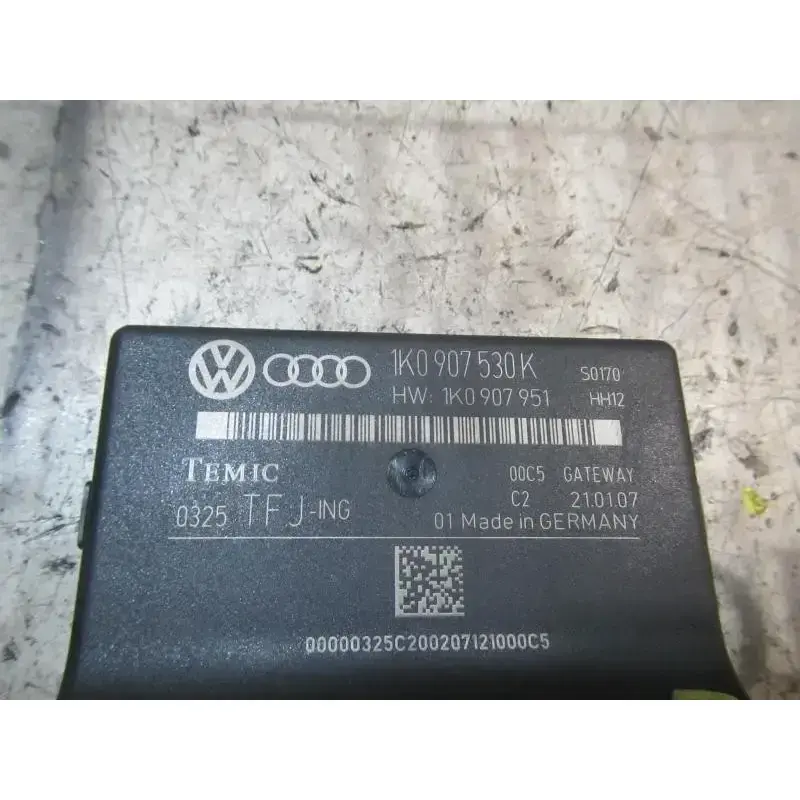 1K0 907 530 K S0170
HW: 1K0 907 951 HH12
TEMIC 00C5 GATEWAY
C2 21.01.07
0325 TFJ-ING 01 Made in GERMANY
00000325C200207121000C5